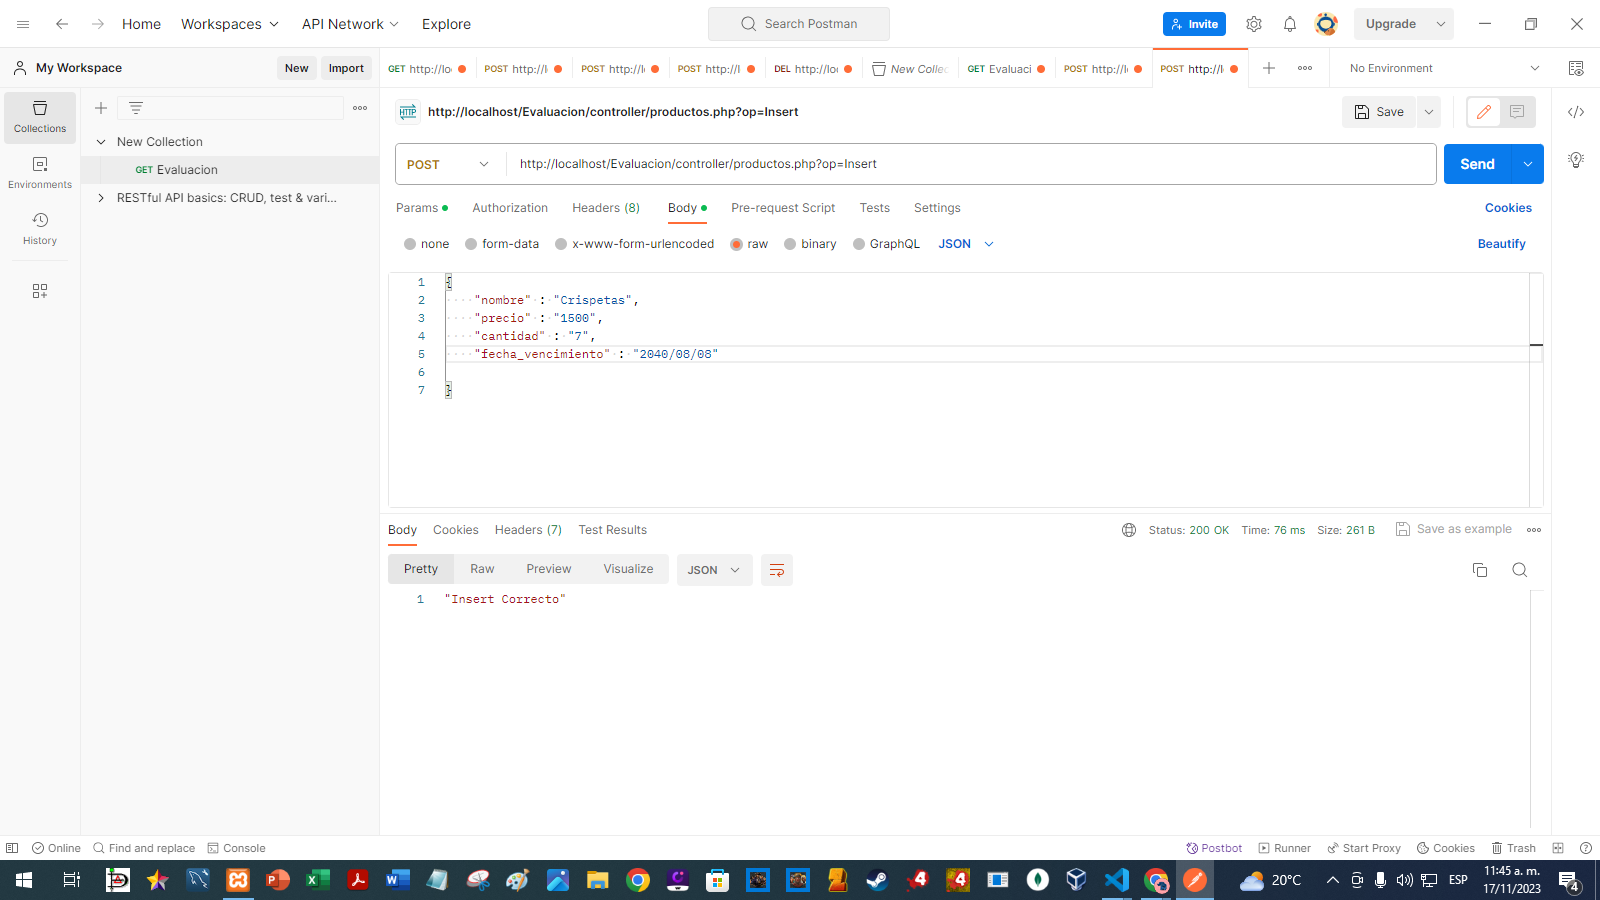 Home
Workspaces
API Network
Explore
Search Postman
Invite
Upgrade
My Workspace
New
Import
GET http://loc
POST http://l
POST http://l
POST http://l
DEL http://loc
New Collec
GET Evaluaci
POST http://l
POST http://l
No Environment
Collections
Environments
History
New Collection
GET Evaluacion
RESTful API basics: CRUD, test & vari...
HTTP
http://localhost/Evaluacion/controller/productos.php?op=Insert
Save
POST
http://localhost/Evaluacion/controller/productos.php?op=Insert
Send
Params
Authorization
Headers (8)
Body
Pre-request Script
Tests
Settings
Cookies
none
form-data
x-www-form-urlencoded
raw
binary
GraphQL
JSON
Beautify
1 {
2 "nombre" : "Crispetas",
3 "precio" : "1500",
4 "cantidad" : "7",
5 "fecha_vencimiento" : "2040/08/08"
6
7 }
Body
Cookies
Headers (7)
Test Results
Status: 200 OK
Time: 76 ms
Size: 261 B
Save as example
Pretty
Raw
Preview
Visualize
JSON
1 "Insert Correcto"
Online
Find and replace
Console
Postbot
Runner
Start Proxy
Cookies
Trash
20°C
ESP
11:45 a. m.
17/11/2023
4